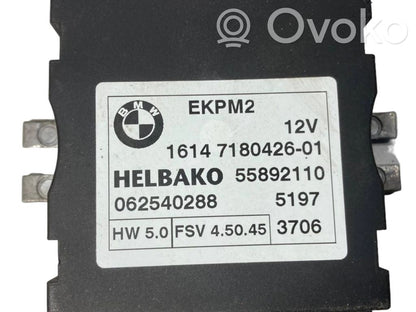 Ovoko
BMW
EKPM2
12V
1614 7180426-01
HELBAKO 55892110
062540288 5197
HW 5.0 FSV 4.50.45 3706